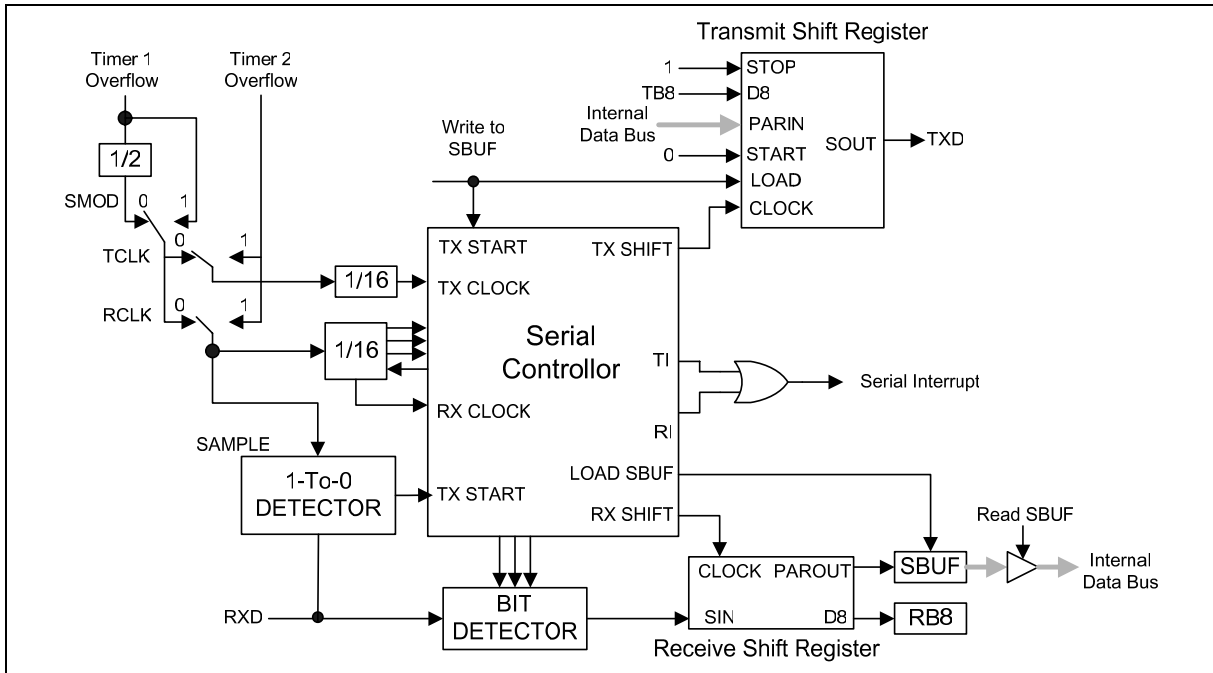 Transmit Shift Register
Timer 1
Overflow
Timer 2
Overflow
1
STOP
TB8
D8
Internal
Data Bus
PARIN
SOUT
TXD
0
START
LOAD
CLOCK
Write to
SBUF
1/2
SMOD
0
1
TCLK
0
1
RCLK
0
1
1/16
1/16
TX START
TX SHIFT
TX CLOCK
Serial
Controllor
TI
RX CLOCK
RI
Serial Interrupt
SAMPLE
1-To-0
DETECTOR
LOAD SBUF
TX START
RX SHIFT
Read SBUF
CLOCK
PAROUT
SBUF
Internal
Data Bus
RXD
BIT
DETECTOR
SIN
D8
RB8
Receive Shift Register